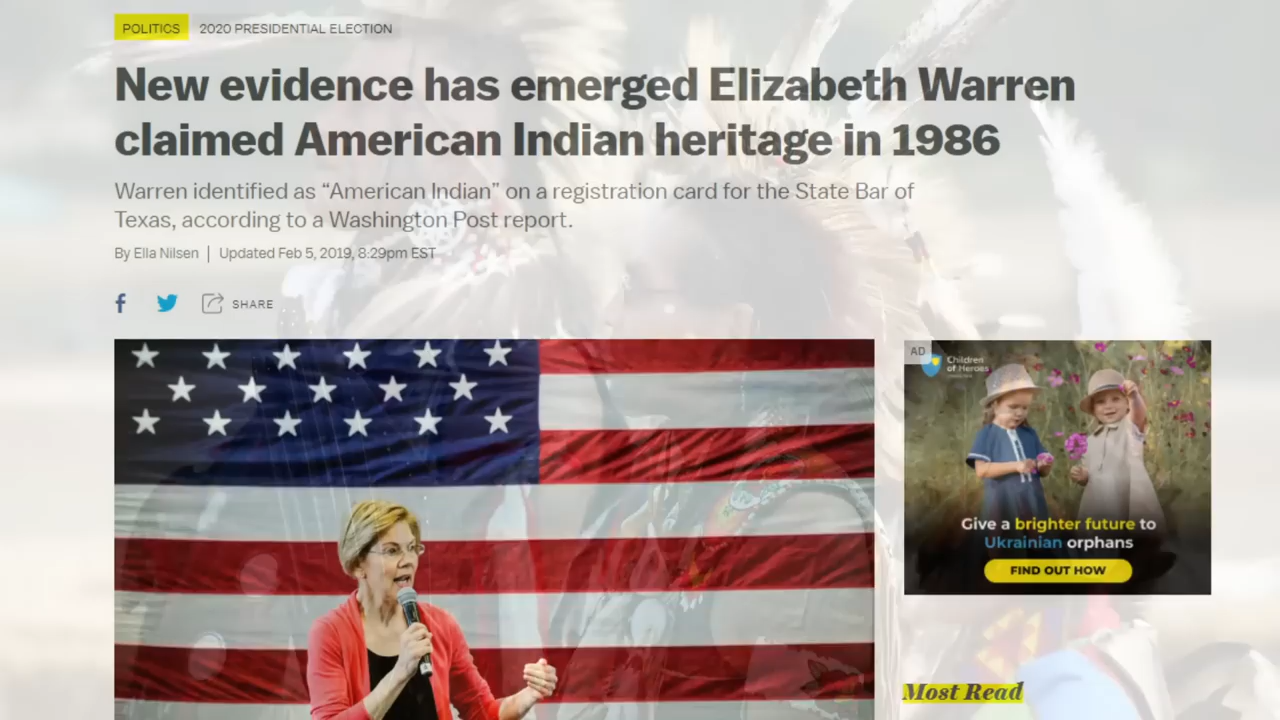 POLITICS 2020 PRESIDENTIAL ELECTION
New evidence has emerged Elizabeth Warren
claimed American Indian heritage in 1986
Warren identified as “American Indian” on a registration card for the State Bar of
Texas, according to a Washington Post report.
By Ella Nilsen | Updated Feb 5, 2019, 8:29pm EST
SHARE
AD
Children
of Heroes
Give a brighter future to
Ukrainian orphans
FIND OUT HOW
Most Read